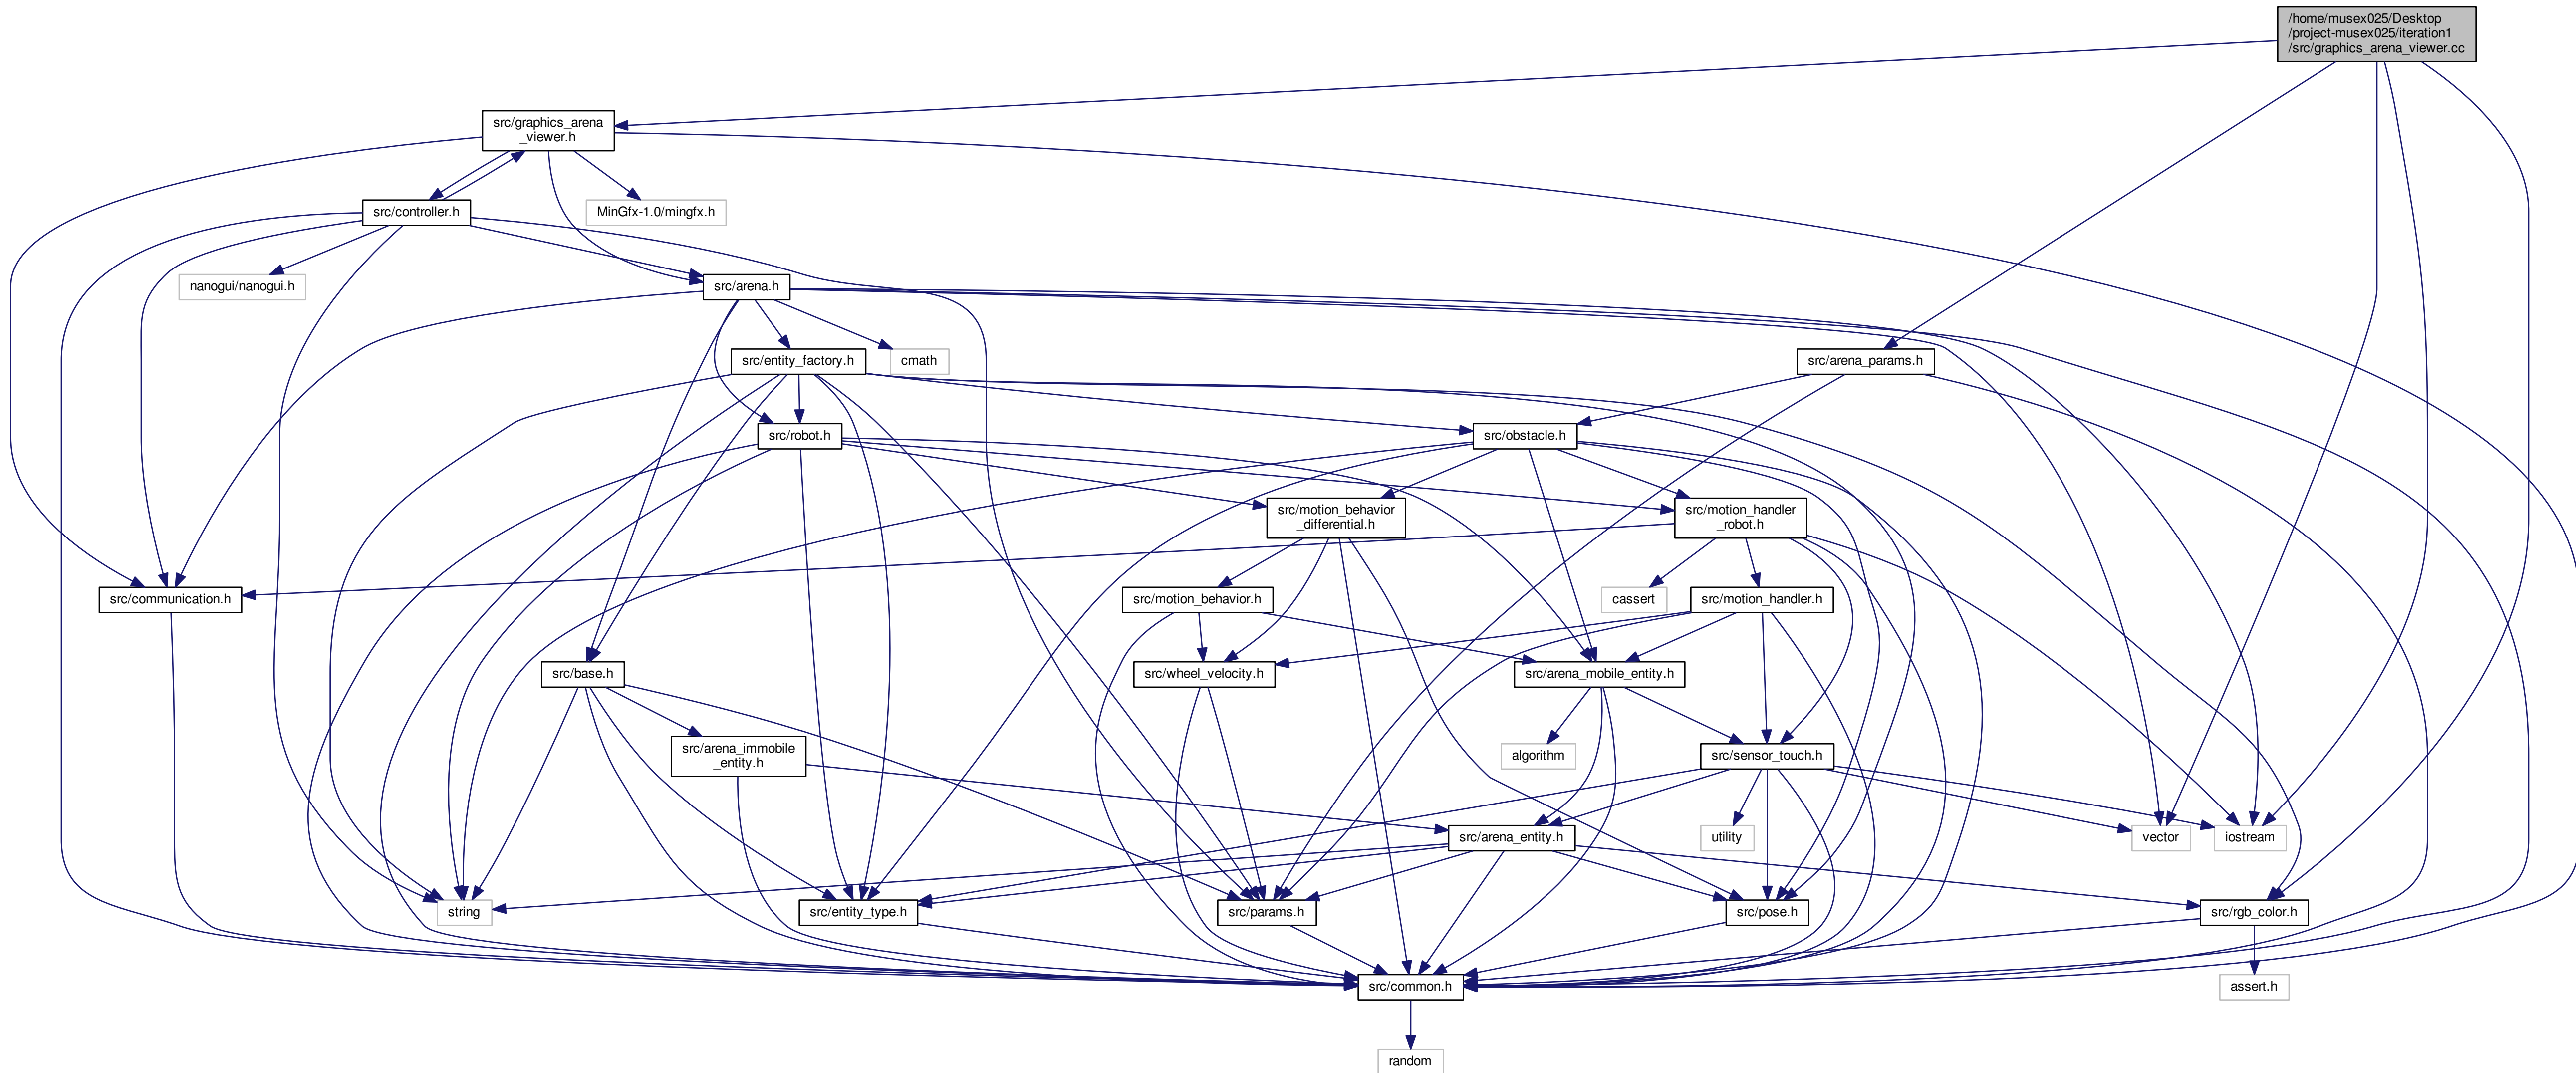 /home/musex025/Desktop
/project-musex025/iteration1
/src/graphics_arena_viewer.cc
src/graphics_arena
_viewer.h
src/controller.h
MinGfx-1.0/mingfx.h
nanogui/nanogui.h
src/arena.h
src/entity_factory.h
cmath
src/arena_params.h
src/robot.h
src/obstacle.h
src/motion_behavior
_differential.h
src/motion_handler
_robot.h
src/communication.h
src/motion_behavior.h
cassert
src/motion_handler.h
src/base.h
src/wheel_velocity.h
src/arena_mobile_entity.h
src/arena_immobile
_entity.h
algorithm
src/sensor_touch.h
src/arena_entity.h
utility
vector
iostream
string
src/entity_type.h
src/params.h
src/pose.h
src/rgb_color.h
src/common.h
assert.h
random